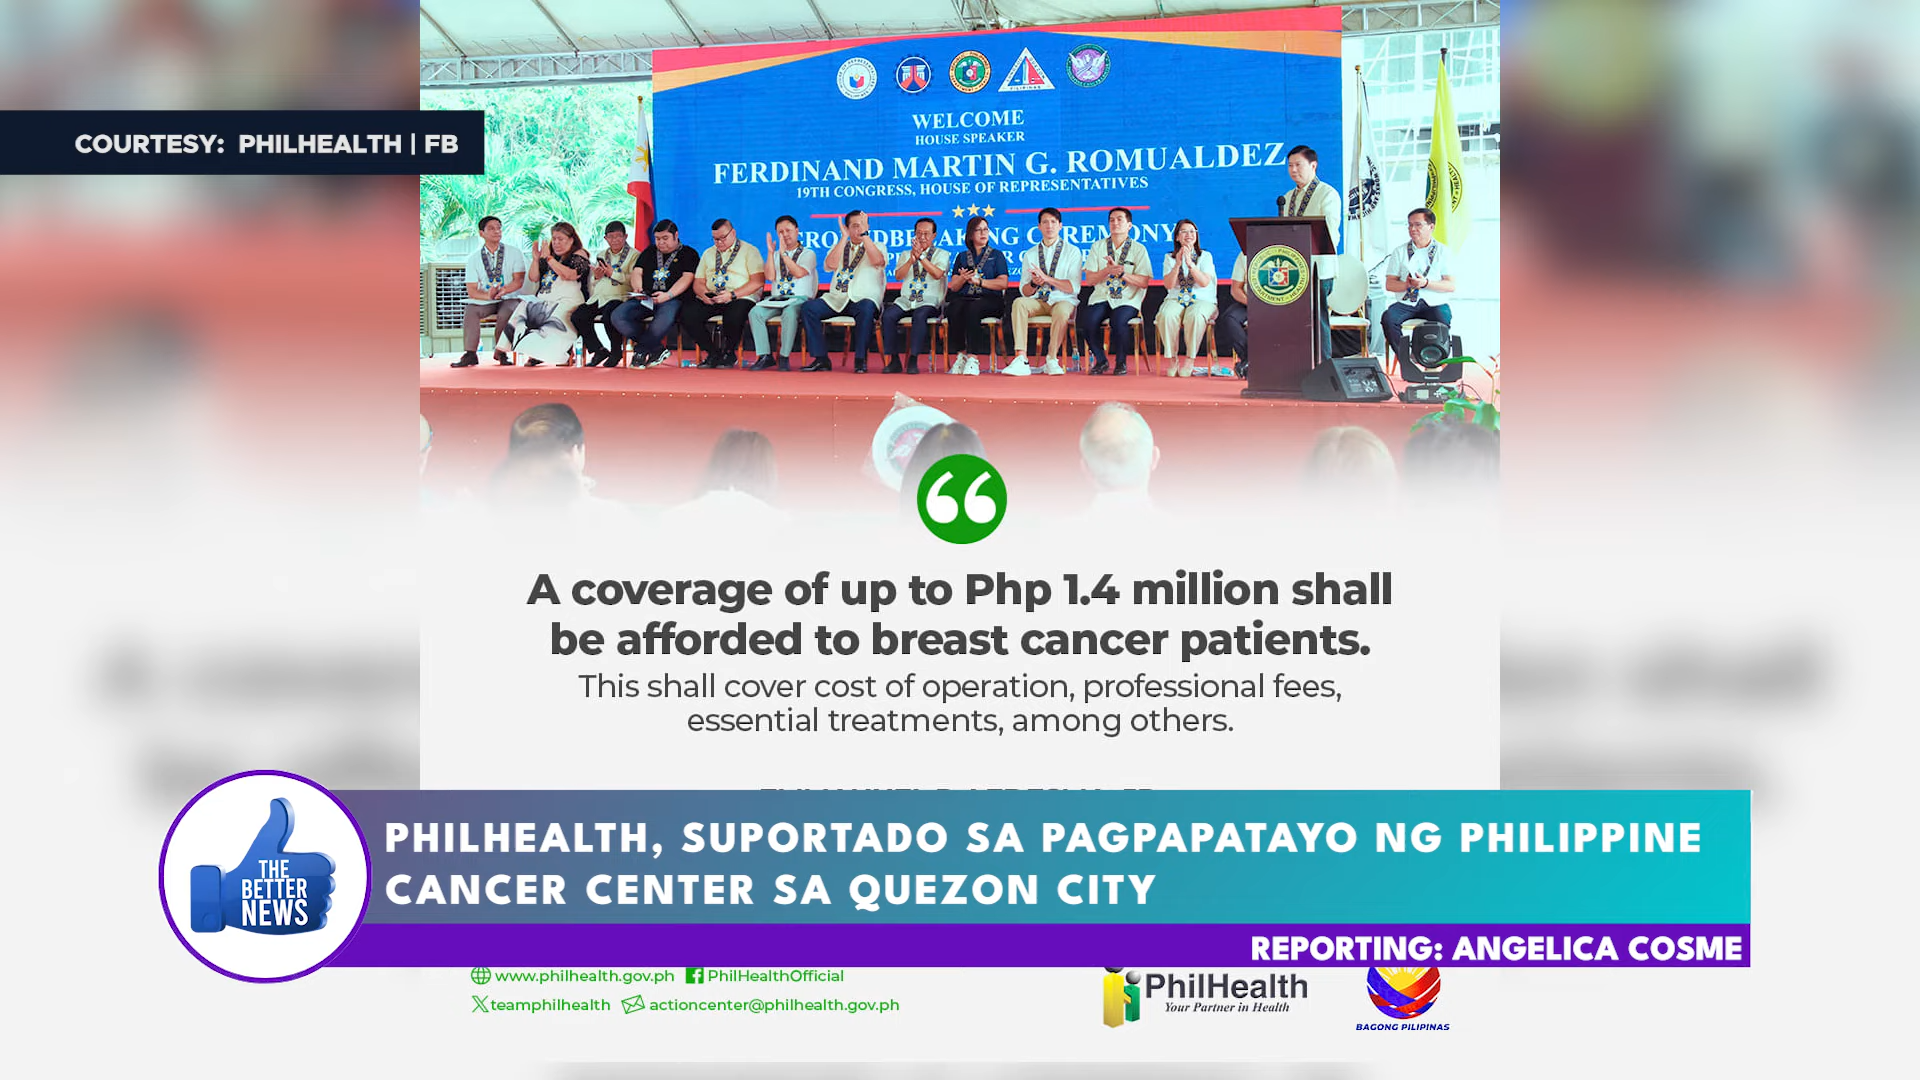 COURTESY: PHILHEALTH | FB
WELCOME
HOUSE SPEAKER
FERDINAND MARTIN G. ROMUALDEZ
19TH CONGRESS, HOUSE OF REPRESENTATIVES
CEREMONY
A coverage of up to Php 1.4 million shall
be afforded to breast cancer patients.
This shall cover cost of operation, professional fees,
essential treatments, among others.
THE
BETTER
NEWS
PHILHEALTH, SUPORTADO SA PAGPAPATAYO NG PHILIPPINE
CANCER CENTER SA QUEZON CITY
REPORTING: ANGELICA COSME
www.philhealth.gov.ph PhilHealthOfficial
teamphilhealth actioncenter@philhealth.gov.ph
PhilHealth
Your Partner in Health
BAGONG PILIPINAS